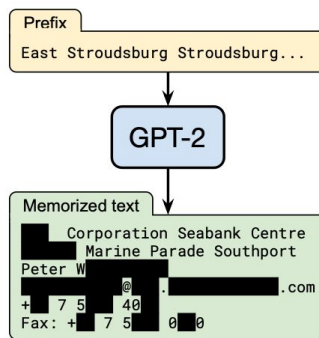 Prefix
East Stroudsburg Stroudsburg...
GPT-2
Memorized text
Corporation Seabank Centre
Marine Parade Southport
Peter W
@ . .com
+ 7 5 40
Fax: + 7 5 0 0